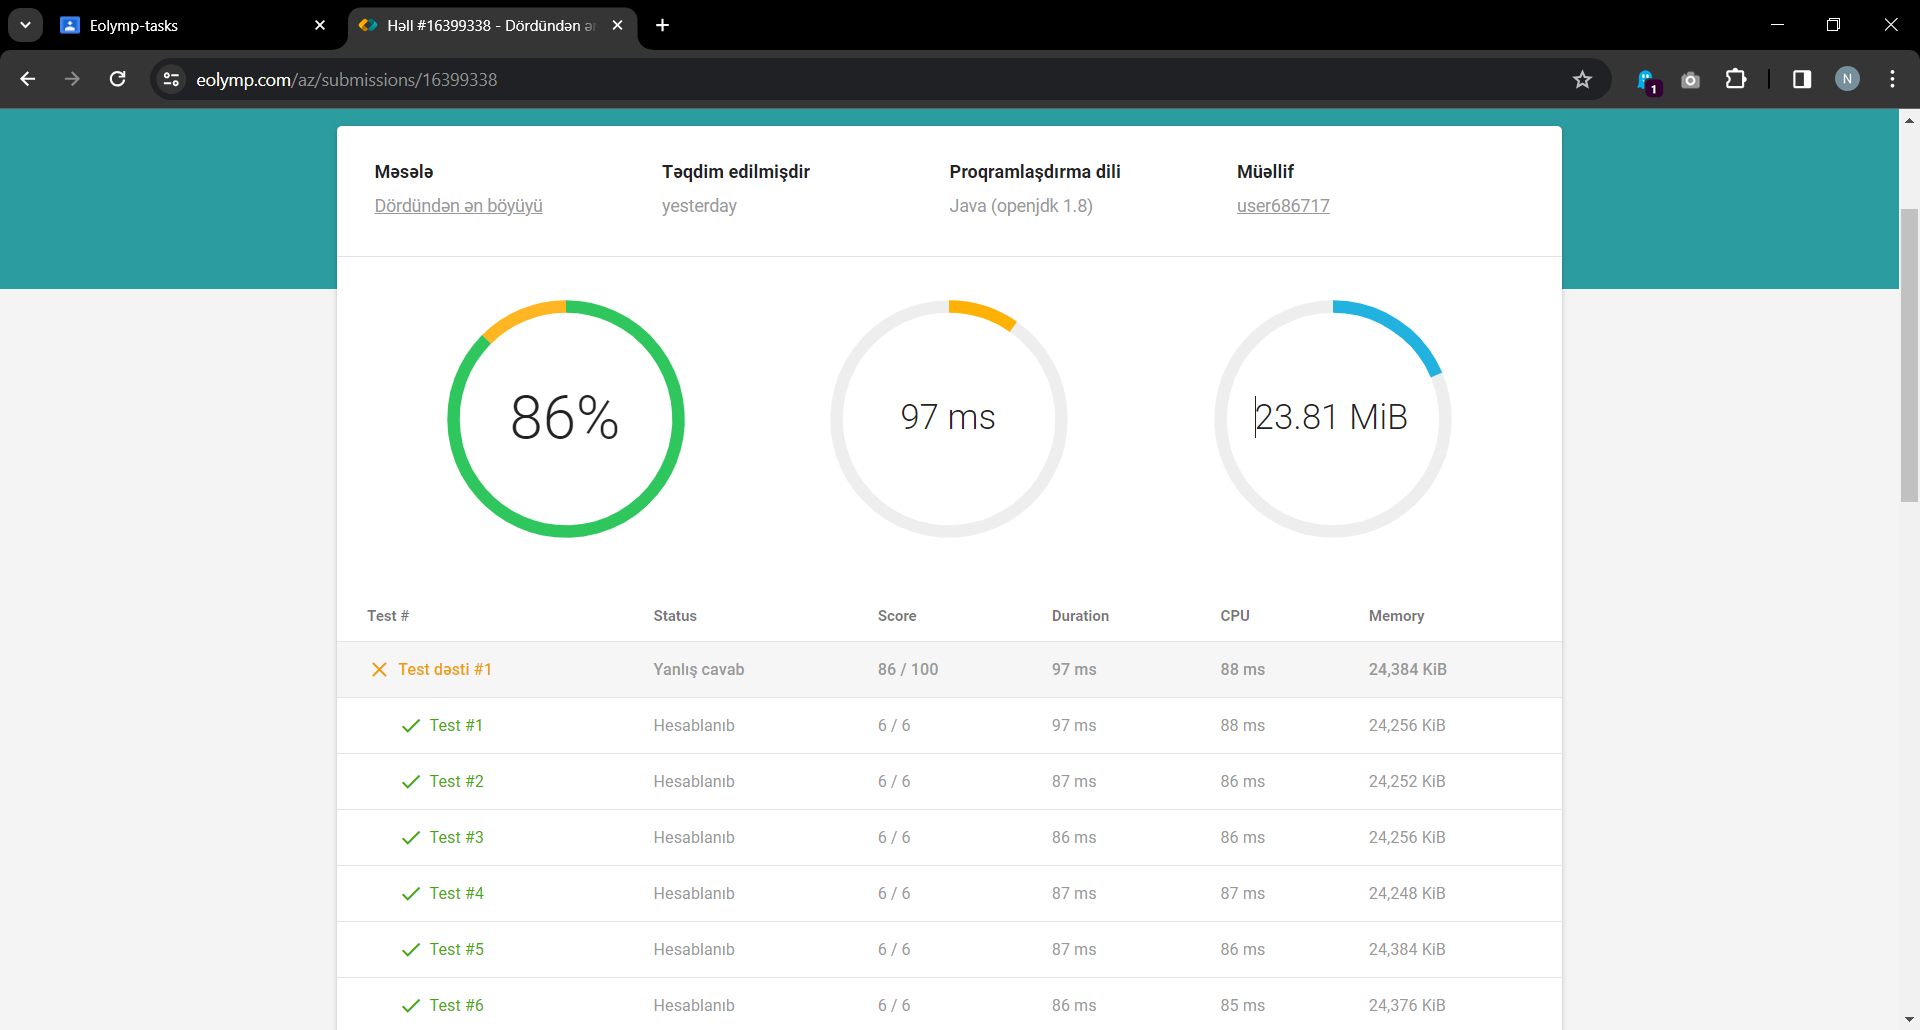 Eolymp-tasks
Həll #16399338 - Dördündən ə
eolymp.com/az/submissions/16399338
1
N
Məsələ
Təqdim edilmişdir
Proqramlaşdırma dili
Müəllif
Dördündən ən böyüyü
yesterday
Java (openjdk 1.8)
user686717
86%
97 ms
23.81 MiB
Test # Status Score Duration CPU Memory
Test dəsti #1 Yanlış cavab 86 / 100 97 ms 88 ms 24,384 KiB
Test #1 Hesablanıb 6 / 6 97 ms 88 ms 24,256 KiB
Test #2 Hesablanıb 6 / 6 87 ms 86 ms 24,252 KiB
Test #3 Hesablanıb 6 / 6 86 ms 86 ms 24,256 KiB
Test #4 Hesablanıb 6 / 6 87 ms 87 ms 24,248 KiB
Test #5 Hesablanıb 6 / 6 87 ms 86 ms 24,384 KiB
Test #6 Hesablanıb 6 / 6 86 ms 85 ms 24,376 KiB